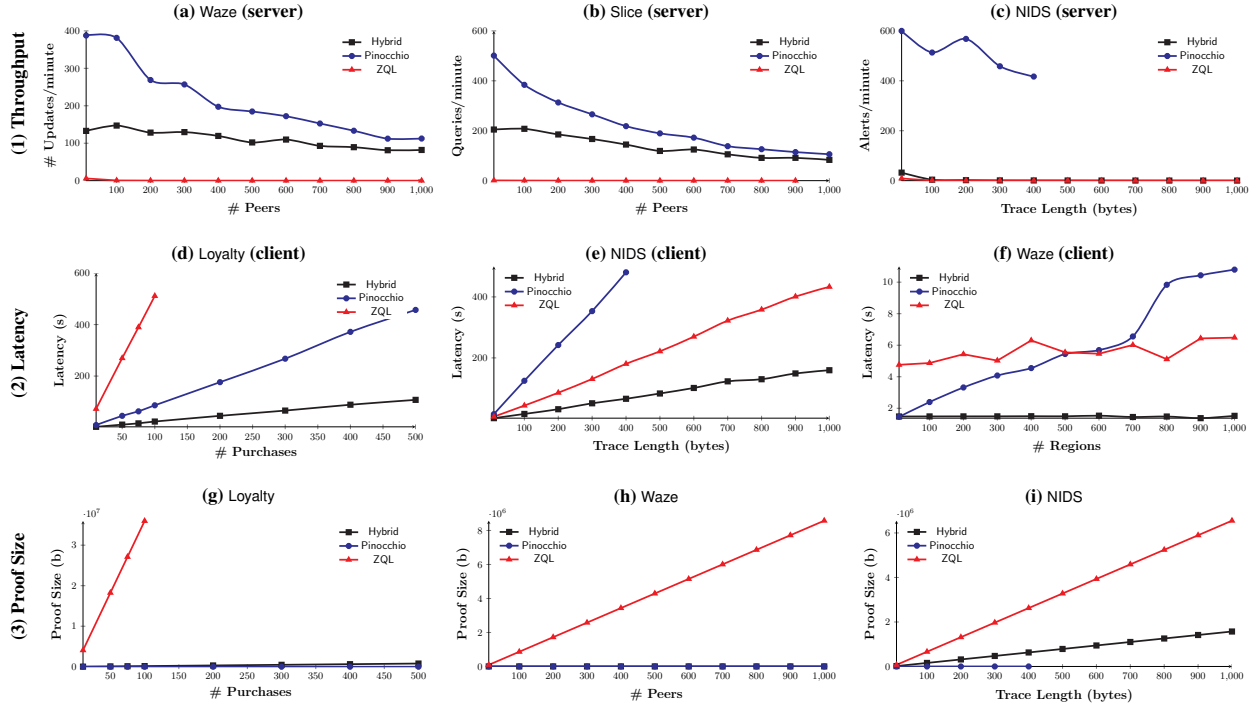 (a) Waze (server)
(1) Throughput
# Updates/minute
400
300
200
100
0
Hybrid
Pinocchio
ZQL
100 200 300 400 500 600 700 800 900 1,000
# Peers
(b) Slice (server)
Queries/minute
600
400
200
0
Hybrid
Pinocchio
ZQL
100 200 300 400 500 600 700 800 900 1,000
# Peers
(c) NIDS (server)
Alerts/minute
600
400
200
0
Hybrid
Pinocchio
ZQL
100 200 300 400 500 600 700 800 900 1,000
Trace Length (bytes)
(d) Loyalty (client)
(2) Latency
Latency (s)
600
400
200
Hybrid
Pinocchio
ZQL
50 100 150 200 250 300 350 400 450 500
# Purchases
(e) NIDS (client)
Latency (s)
400
200
Hybrid
Pinocchio
ZQL
100 200 300 400 500 600 700 800 900 1,000
Trace Length (bytes)
(f) Waze (client)
Latency (s)
10
8
6
4
2
Hybrid
Pinocchio
ZQL
100 200 300 400 500 600 700 800 900 1,000
# Regions
(g) Loyalty
(3) Proof Size
Proof Size (b)
·10⁷
3
2
1
0
Hybrid
Pinocchio
ZQL
50 100 150 200 250 300 350 400 450 500
# Purchases
(h) Waze
Proof Size (b)
·10⁶
8
6
4
2
0
Hybrid
Pinocchio
ZQL
100 200 300 400 500 600 700 800 900 1,000
# Peers
(i) NIDS
Proof Size (b)
·10⁶
6
4
2
0
Hybrid
Pinocchio
ZQL
100 200 300 400 500 600 700 800 900 1,000
Trace Length (bytes)